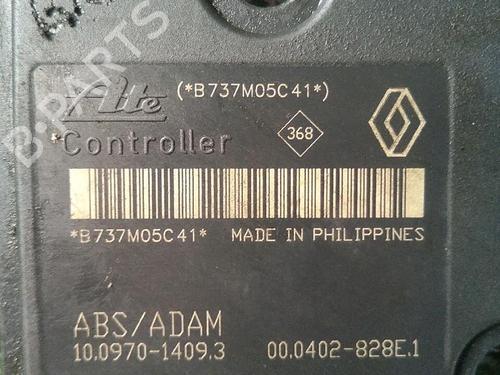 B-PARTS
Ate
(*B737M05C41*)
Controller
368
*B737M05C41* MADE IN PHILIPPINES
ABS/ADAM
10.0970-1409.3 00.0402-828E.1